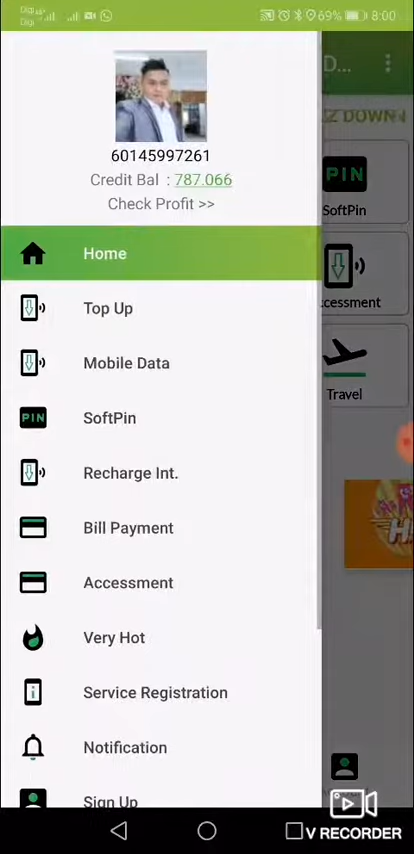 Digi
Digi
69% 8:00
D...
60145997261
Credit Bal : 787.066
Check Profit >>
Z DOWN
PIN
SoftPin
Home
Top Up
ccessment
Mobile Data
Travel
PIN SoftPin
Recharge Int.
Bill Payment
Accessment
Very Hot
Service Registration
Notification
Sign Up
V RECORDER